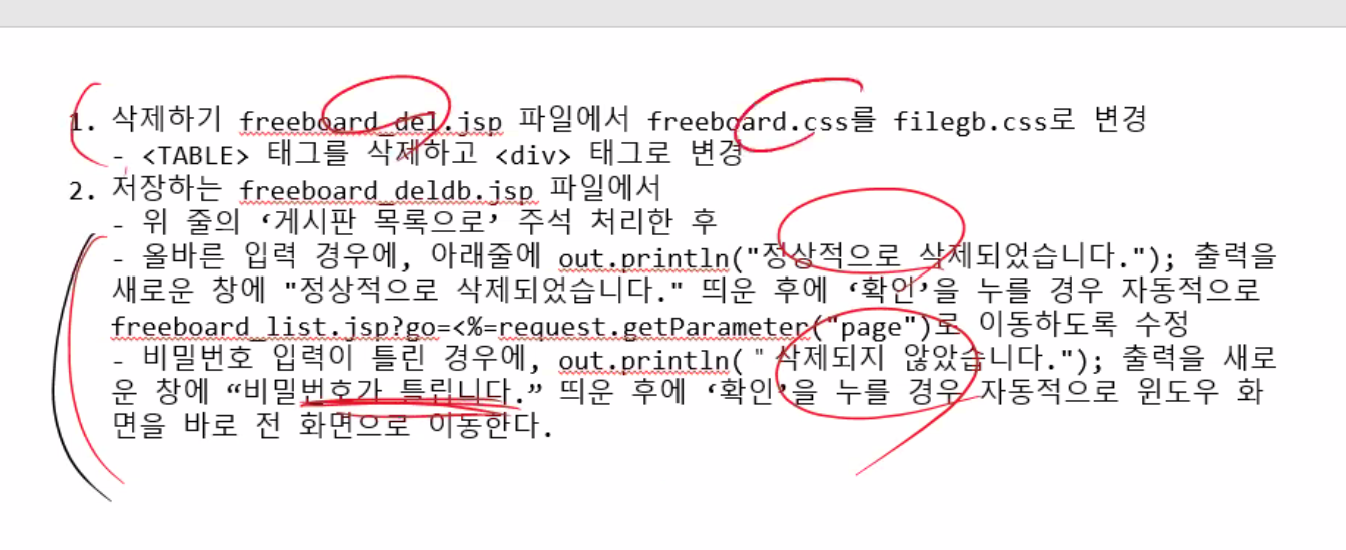 1. 삭제하기 freeboard_del.jsp 파일에서 freeboard.css를 filegb.css로 변경
- <TABLE> 태그를 삭제하고 <div> 태그로 변경
2. 저장하는 freeboard_deldb.jsp 파일에서
- 위 줄의 ‘게시판 목록으로’ 주석 처리한 후
- 올바른 입력 경우에, 아래줄에 out.println("정상적으로 삭제되었습니다."); 출력을
새로운 창에 "정상적으로 삭제되었습니다." 띄운 후에 ‘확인’을 누를 경우 자동적으로
freeboard_list.jsp?go=<%=request.getParameter("page")로 이동하도록 수정
- 비밀번호 입력이 틀린 경우에, out.println("삭제되지 않았습니다."); 출력을 새로
운 창에 “비밀번호가 틀립니다.” 띄운 후에 ‘확인’을 누를 경우 자동적으로 윈도우 화
면을 바로 전 화면으로 이동한다.